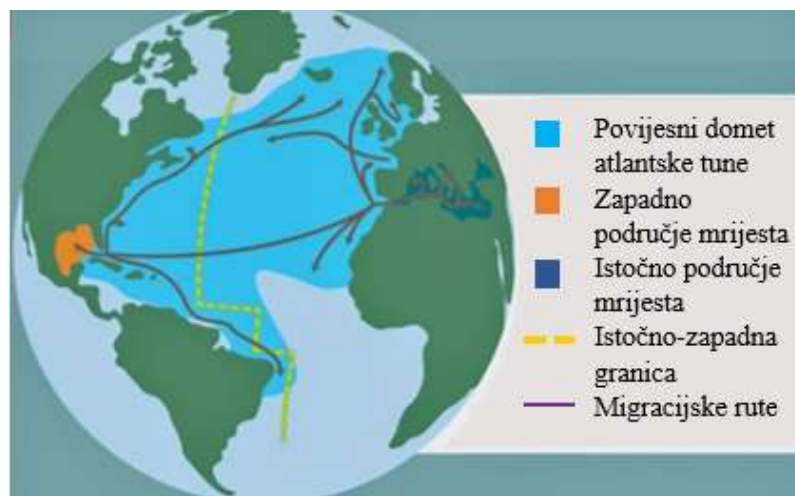 Povijesni domet
atlantske tune
Zapadno
područje mrijesta
Istočno područje
mrijesta
Istočno-zapadna
granica
Migracijske rute